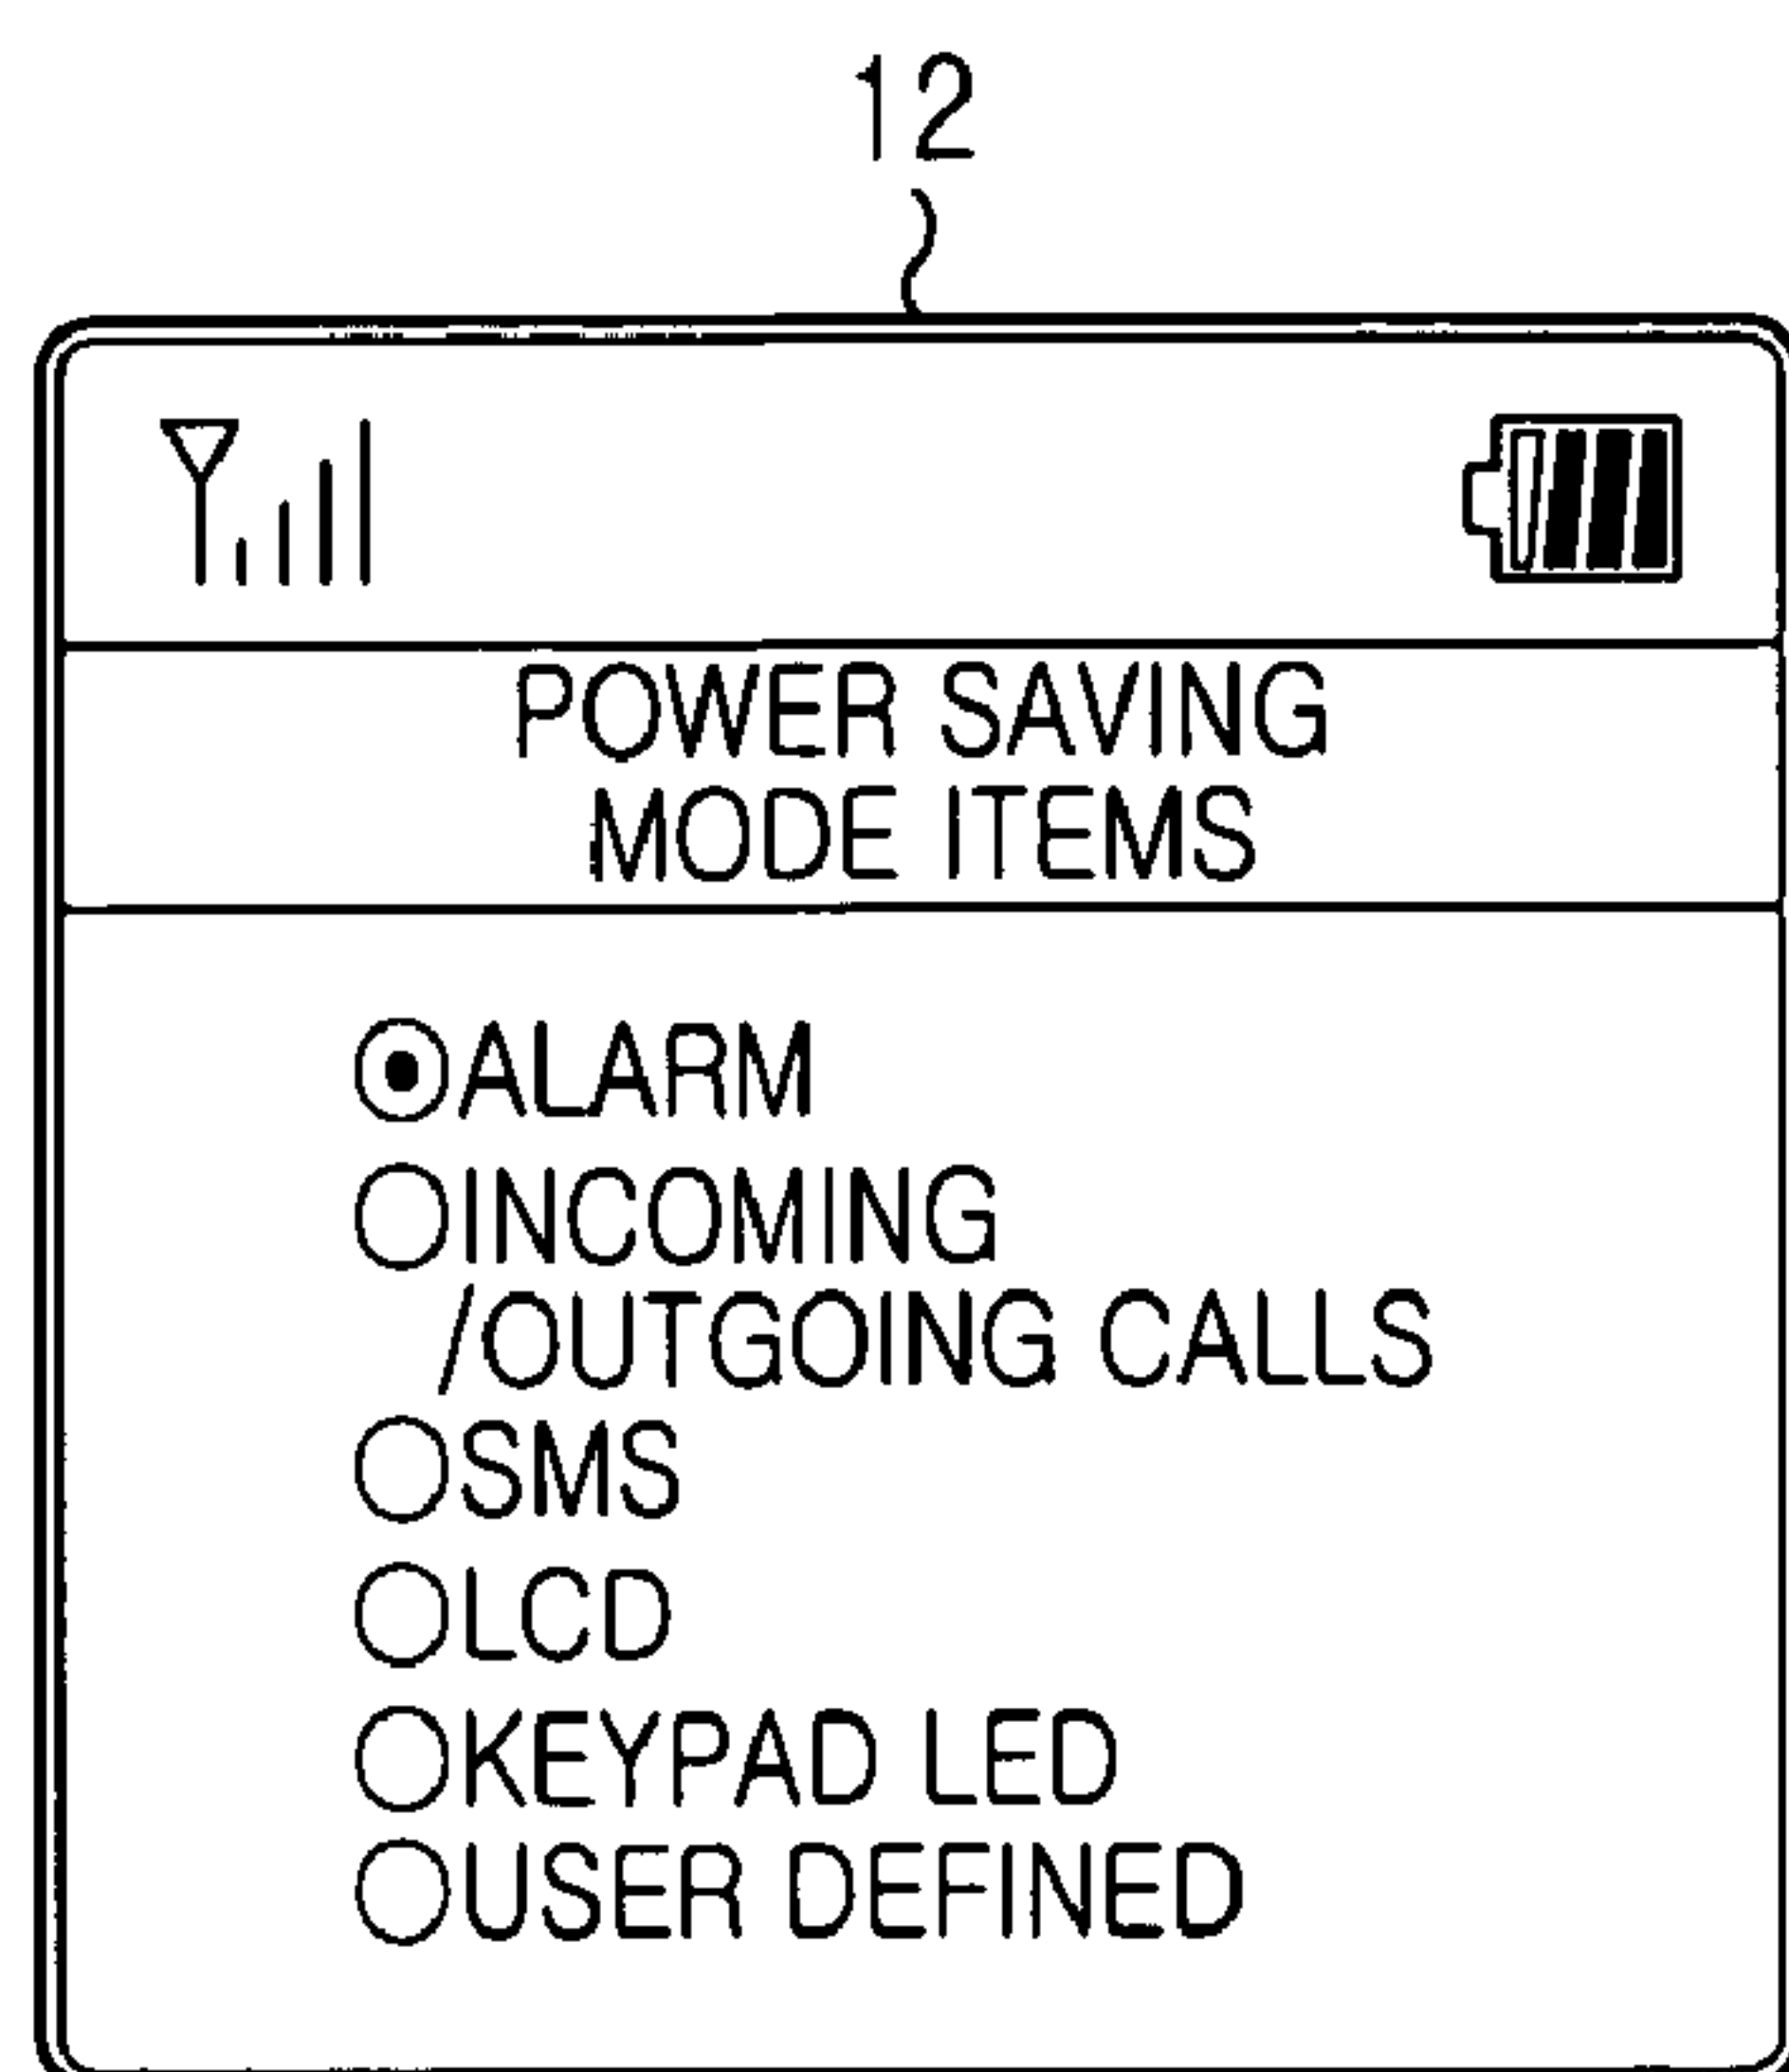 12
POWER SAVING
MODE ITEMS
ALARM
INCOMING
/OUTGOING CALLS
SMS
LCD
KEYPAD LED
USER DEFINED